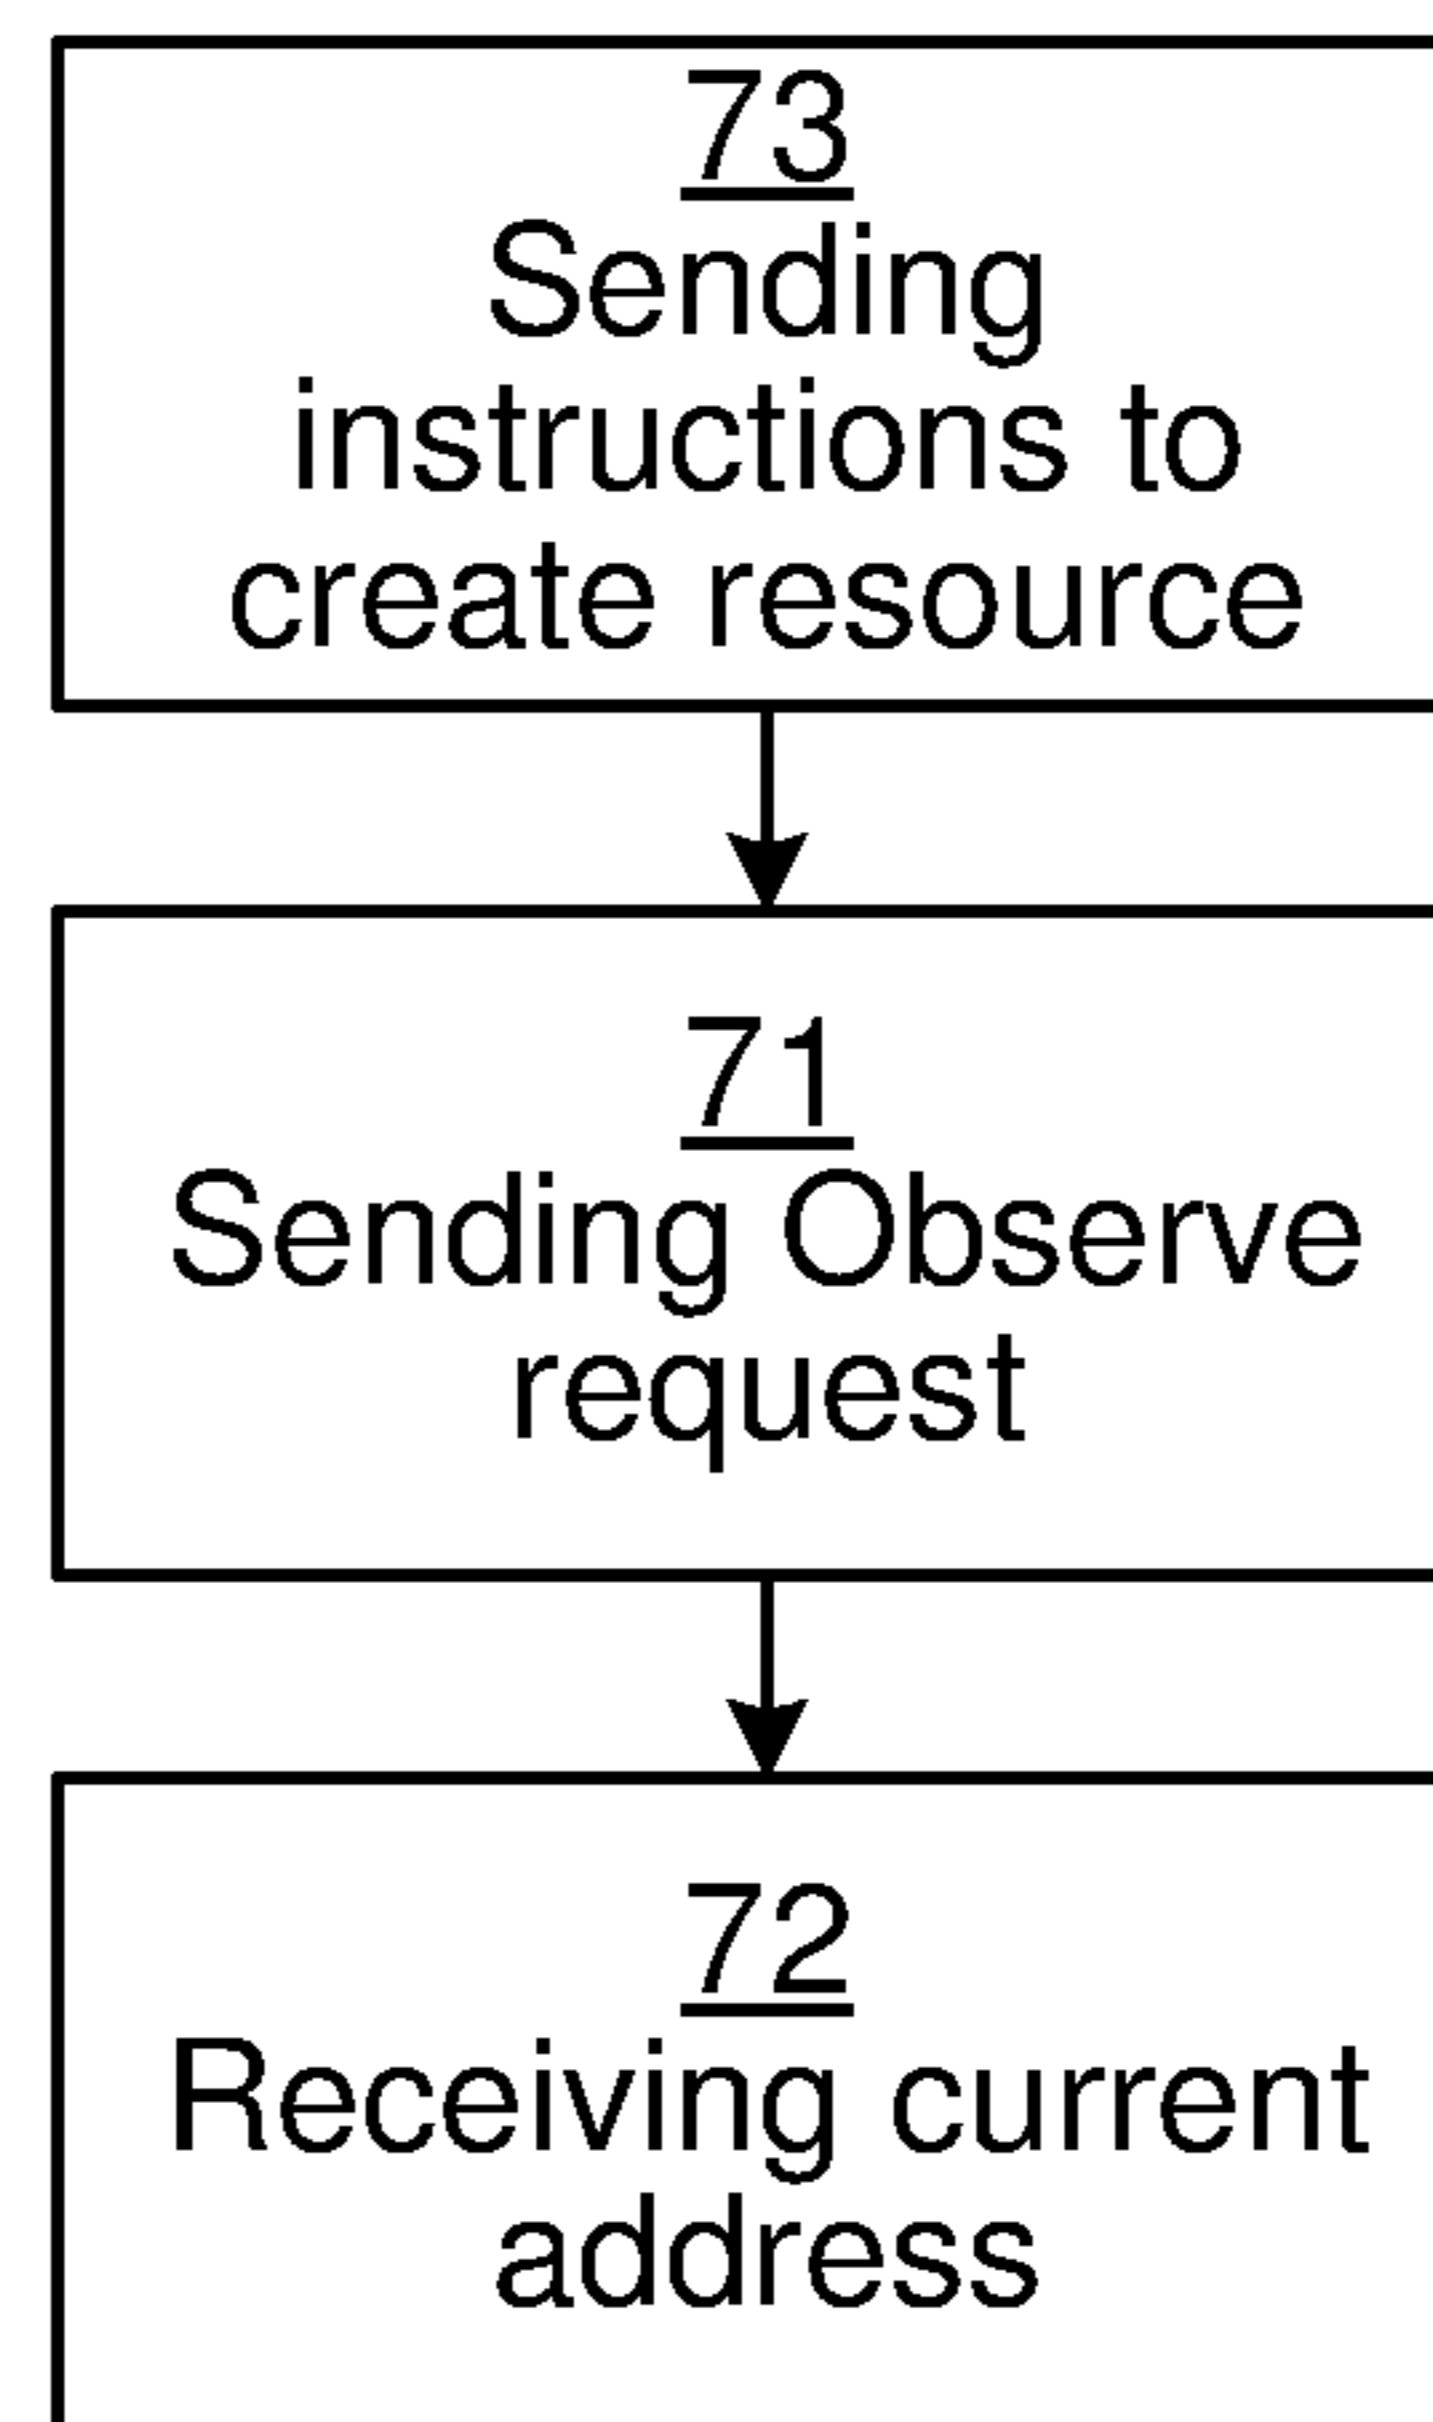 73
Sending
instructions to
create resource
71
Sending Observe
request
72
Receiving current
address